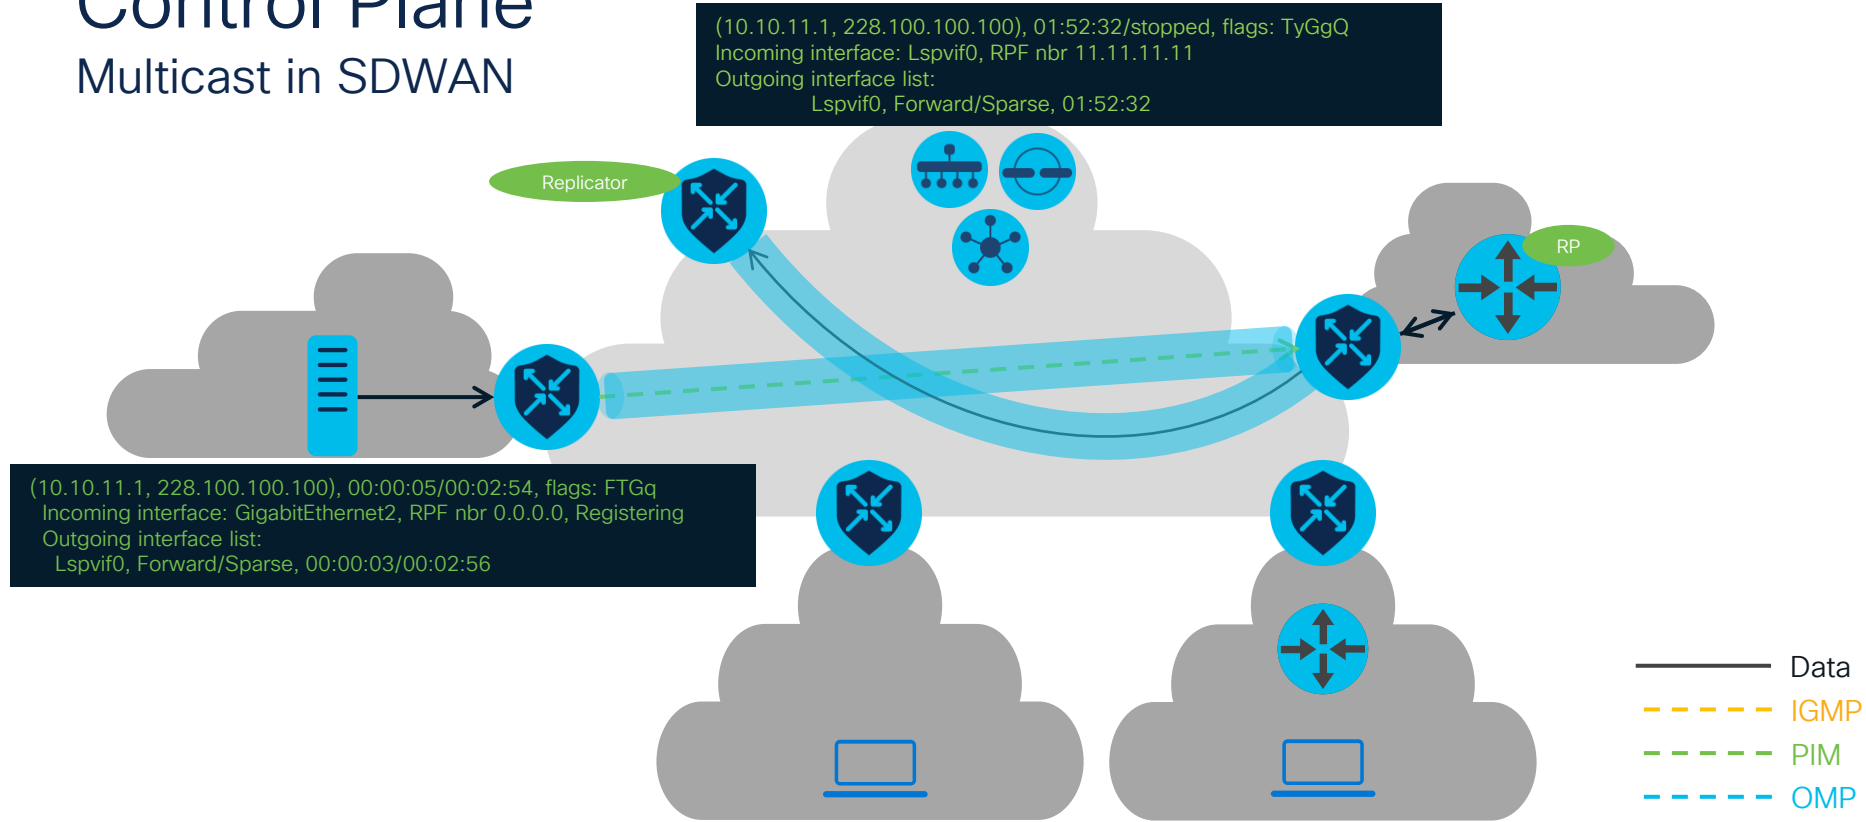 Control Plane
Multicast in SDWAN
(10.10.11.1, 228.100.100.100), 01:52:32/stopped, flags: TyGgQ
Incoming interface: Lspvif0, RPF nbr 11.11.11.11
Outgoing interface list:
Lspvif0, Forward/Sparse, 01:52:32
Replicator
RP
(10.10.11.1, 228.100.100.100), 00:00:05/00:02:54, flags: FTGq
Incoming interface: GigabitEthernet2, RPF nbr 0.0.0.0, Registering
Outgoing interface list:
Lspvif0, Forward/Sparse, 00:00:03/00:02:56
Data
IGMP
PIM
OMP